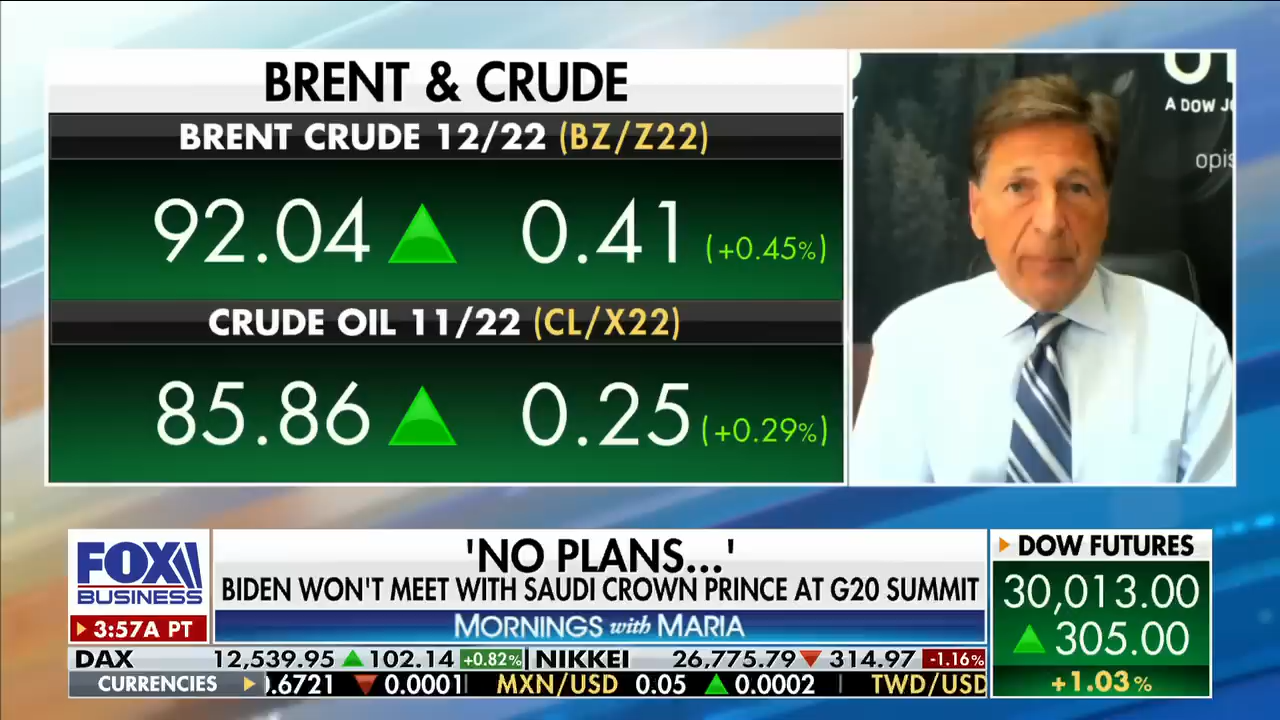 BRENT & CRUDE
BRENT CRUDE 12/22 (BZ/Z22)
92.04 ▲ 0.41 (+0.45%)
CRUDE OIL 11/22 (CL/X22)
85.86 ▲ 0.25 (+0.29%)
A DOW JO
opis
FOX
BUSINESS
3:57A PT
'NO PLANS...'
BIDEN WON'T MEET WITH SAUDI CROWN PRINCE AT G20 SUMMIT
MORNINGS with MARIA
DOW FUTURES
30,013.00
▲ 305.00
+1.03%
DAX 12,539.95 ▲ 102.14 +0.82% NIKKEI 26,775.79 ▼ 314.97 -1.16%
CURRENCIES .6721 ▼ 0.0001 MXN/USD 0.05 ▲ 0.0002 TWD/USD